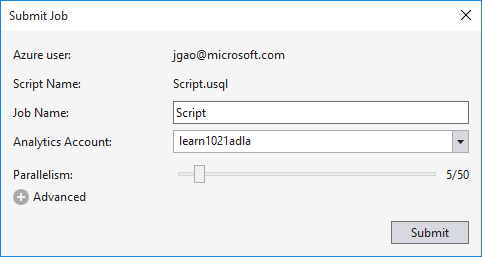 Submit Job
Azure user: jgao@microsoft.com
Script Name: Script.usql
Job Name: Script
Analytics Account: learn1021adla
Parallelism: 5/50
Advanced
Submit